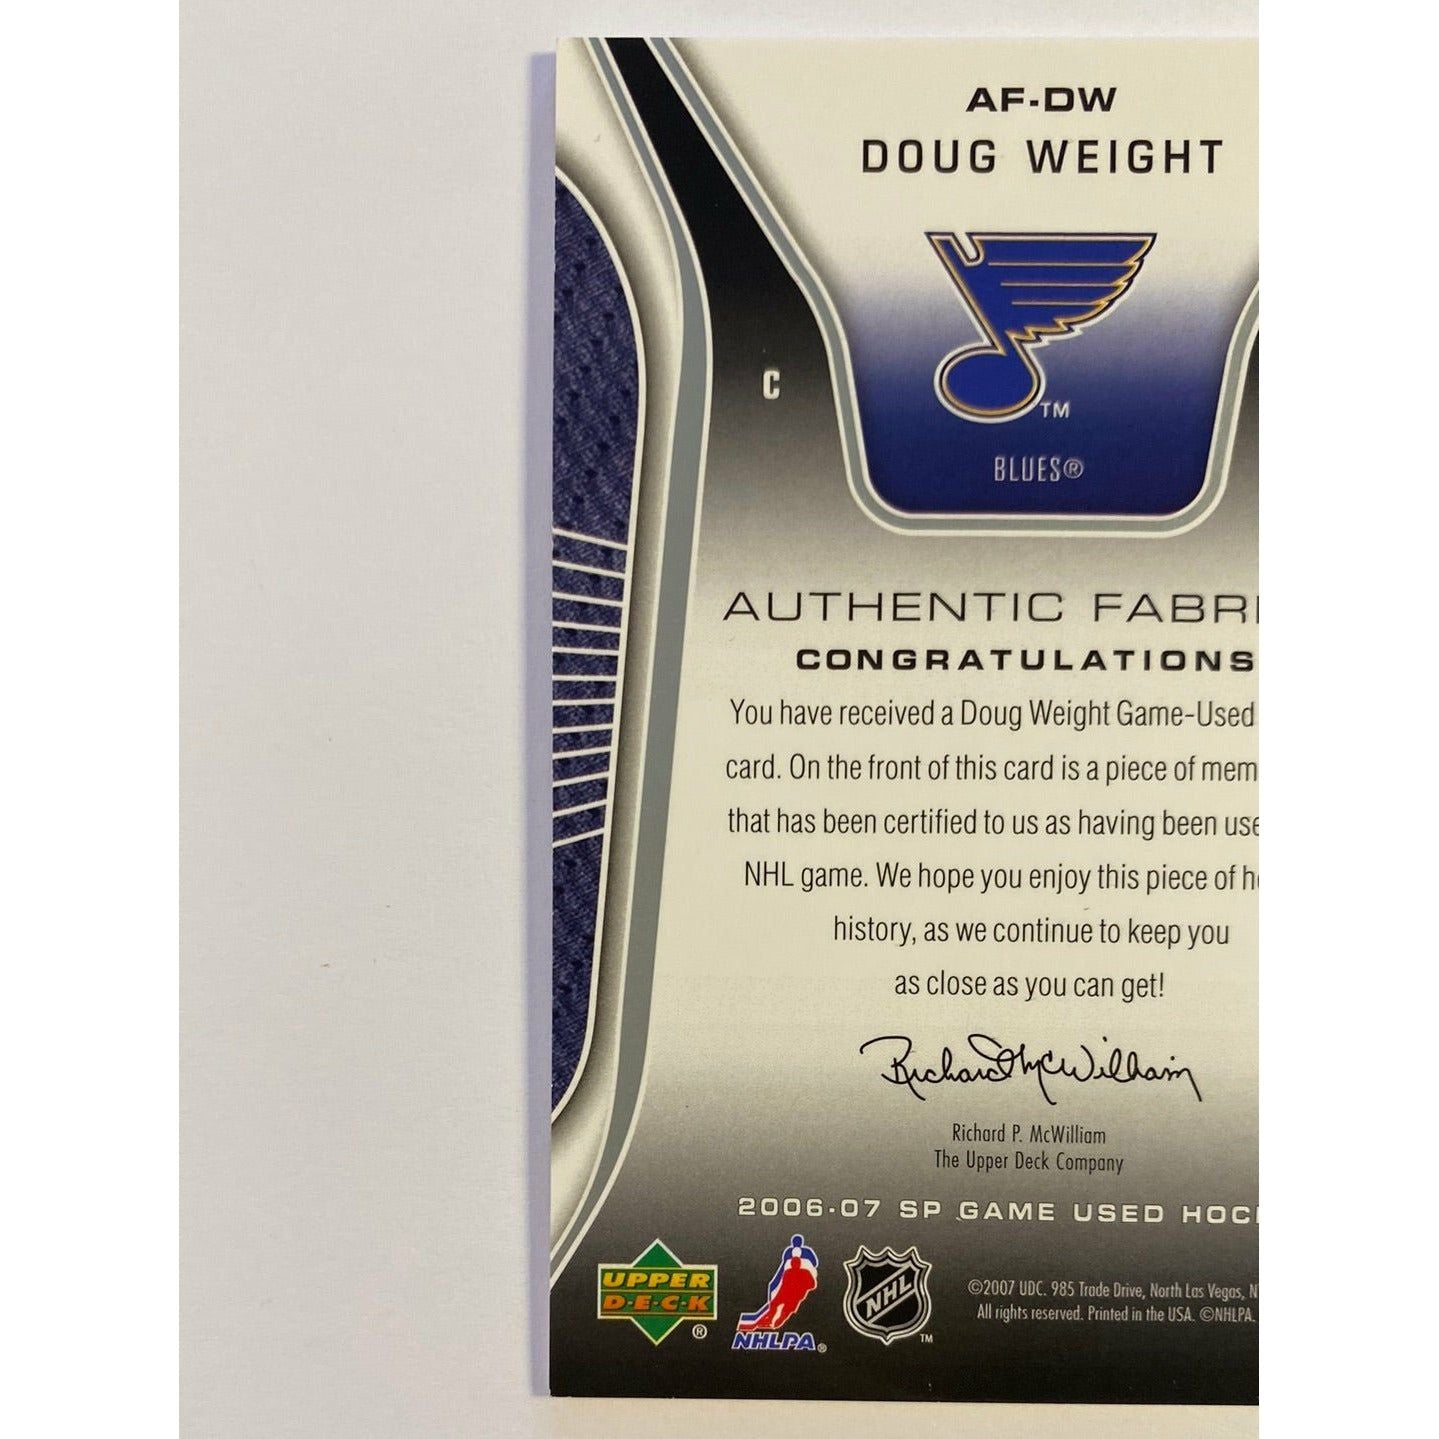 AF-DW
DOUG WEIGHT
TM
C
BLUES®
AUTHENTIC FABRI
CONGRATULATIONS
You have received a Doug Weight Game-Used
card. On the front of this card is a piece of mem
that has been certified to us as having been use
NHL game. We hope you enjoy this piece of h
history, as we continue to keep you
as close as you can get!
Richard McWilliam
Richard P. McWilliam
The Upper Deck Company
2006-07 SP GAME USED HOC
UPPER
D·E·C·K
®
NHLPA®
NHL
TM
©2007 UDC. 985 Trade Drive, North Las Vegas, N
All rights reserved. Printed in the USA. ©NHLPA.